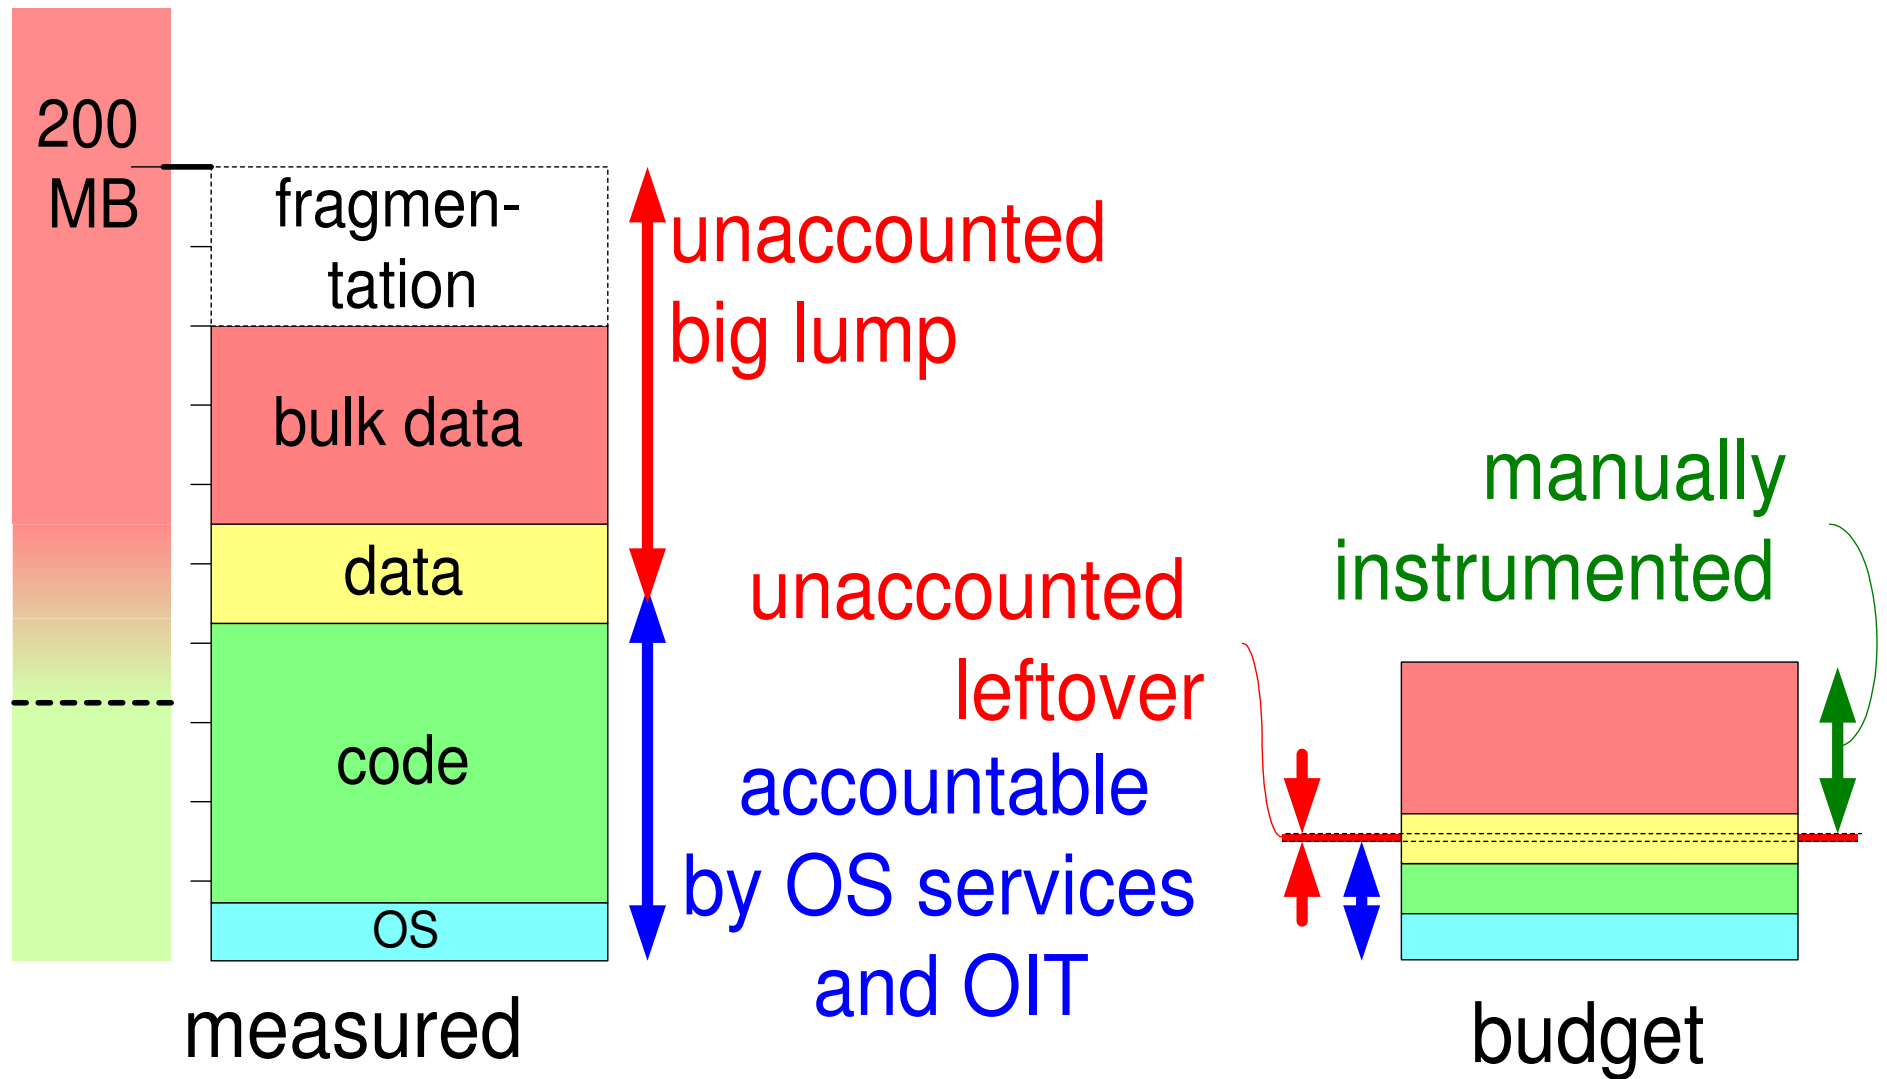 200
MB
fragmen-
tation
bulk data
data
code
OS
measured
unaccounted
big lump
unaccounted
leftover
accountable
by OS services
and OIT
manually
instrumented
budget